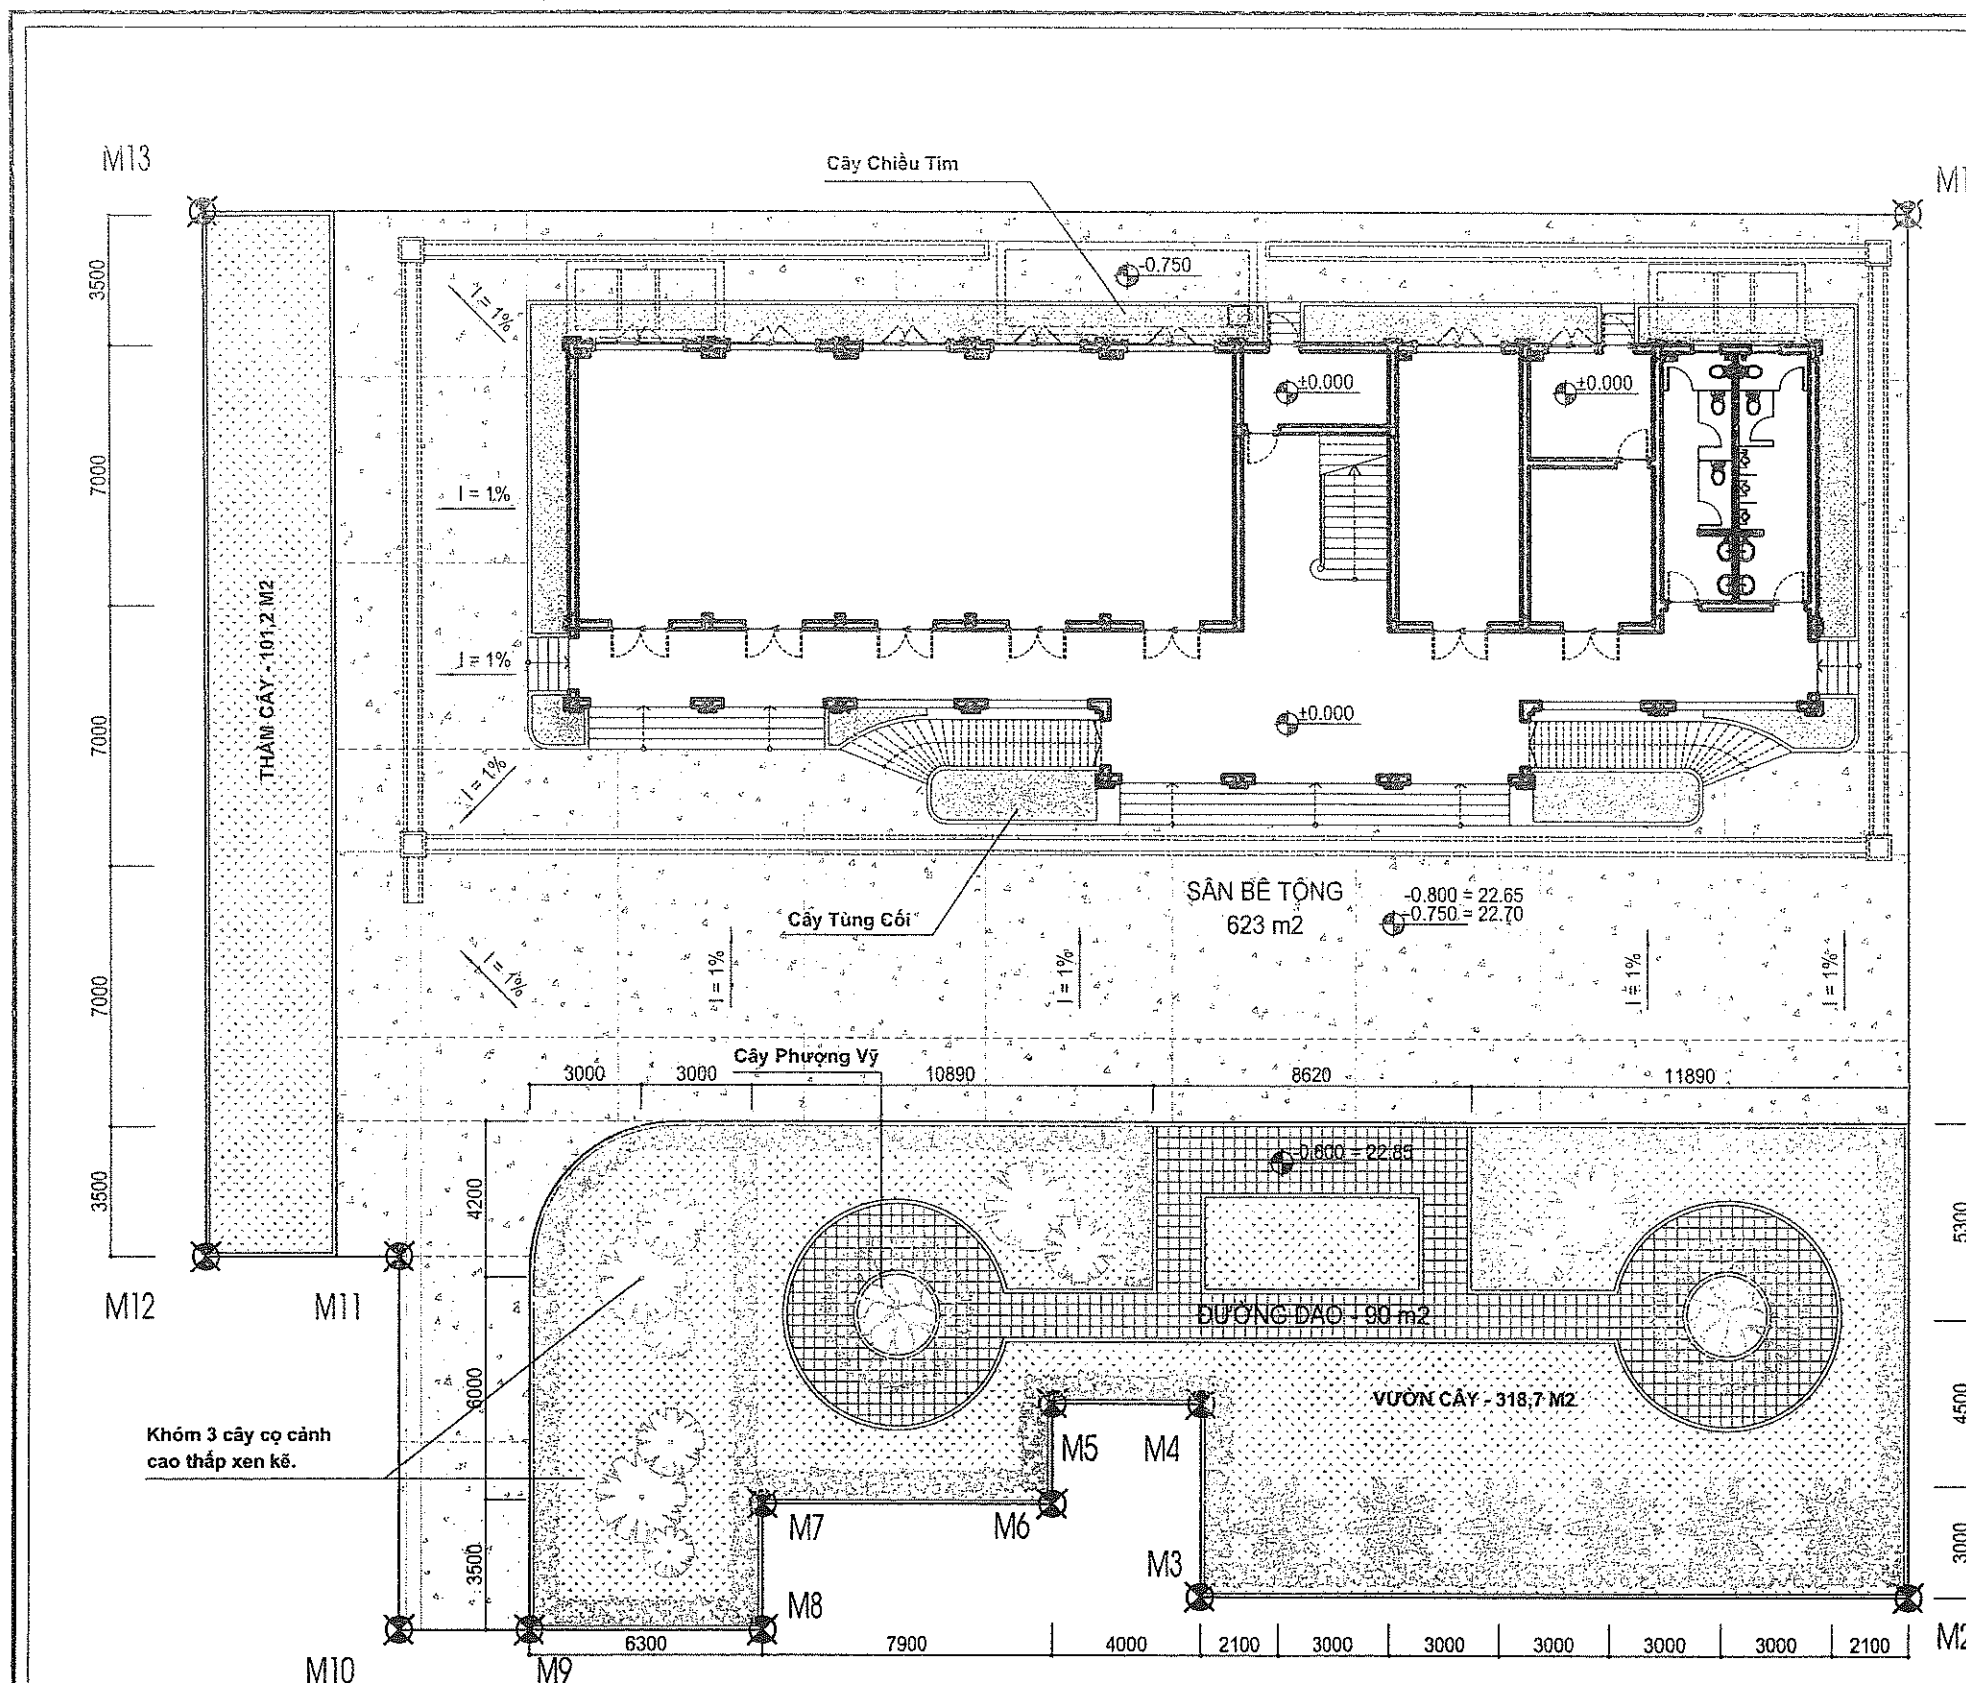 M13
Cây Chiều Tím
M1
-0.750
3500
I = 1%
±0.000
±0.000
7000
I = 1%
THẢM CÂY - 101,2 M2
I = 1%
±0.000
7000
I = 1%
SÂN BÊ TÔNG
623 m2
-0.800 = 22.65
-0.750 = 22.70
Cây Tùng Cối
I = 1%
I = 1%
I = 1%
I = 1%
I = 1%
7000
Cây Phượng Vỹ
3000
3000
10890
8620
11890
-0.600 = 22.85
3500
4200
5300
M12
M11
ĐƯỜNG DẠO - 90 m2
6000
VƯỜN CÂY - 318,7 M2
4500
Khóm 3 cây cọ cảnh
cao thấp xen kẽ.
M5
M4
M7
M6
3500
M3
3000
M8
6300
7900
4000
2100
3000
3000
3000
3000
3000
2100
M2
M10
M9